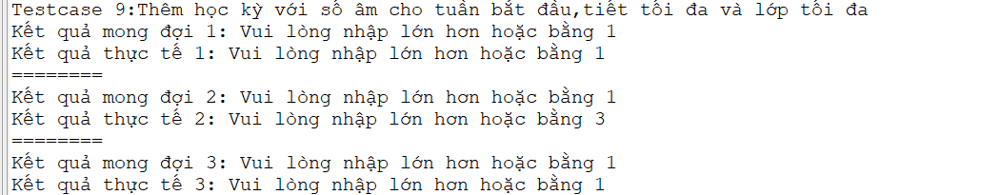 Testcase 9:Thêm học kỳ với số âm cho tuần bắt đầu,tiết tối đa và lớp tối đa
Kết quả mong đợi 1: Vui lòng nhập lớn hơn hoặc bằng 1
Kết quả thực tế 1: Vui lòng nhập lớn hơn hoặc bằng 1
========
Kết quả mong đợi 2: Vui lòng nhập lớn hơn hoặc bằng 1
Kết quả thực tế 2: Vui lòng nhập lớn hơn hoặc bằng 3
========
Kết quả mong đợi 3: Vui lòng nhập lớn hơn hoặc bằng 1
Kết quả thực tế 3: Vui lòng nhập lớn hơn hoặc bằng 1